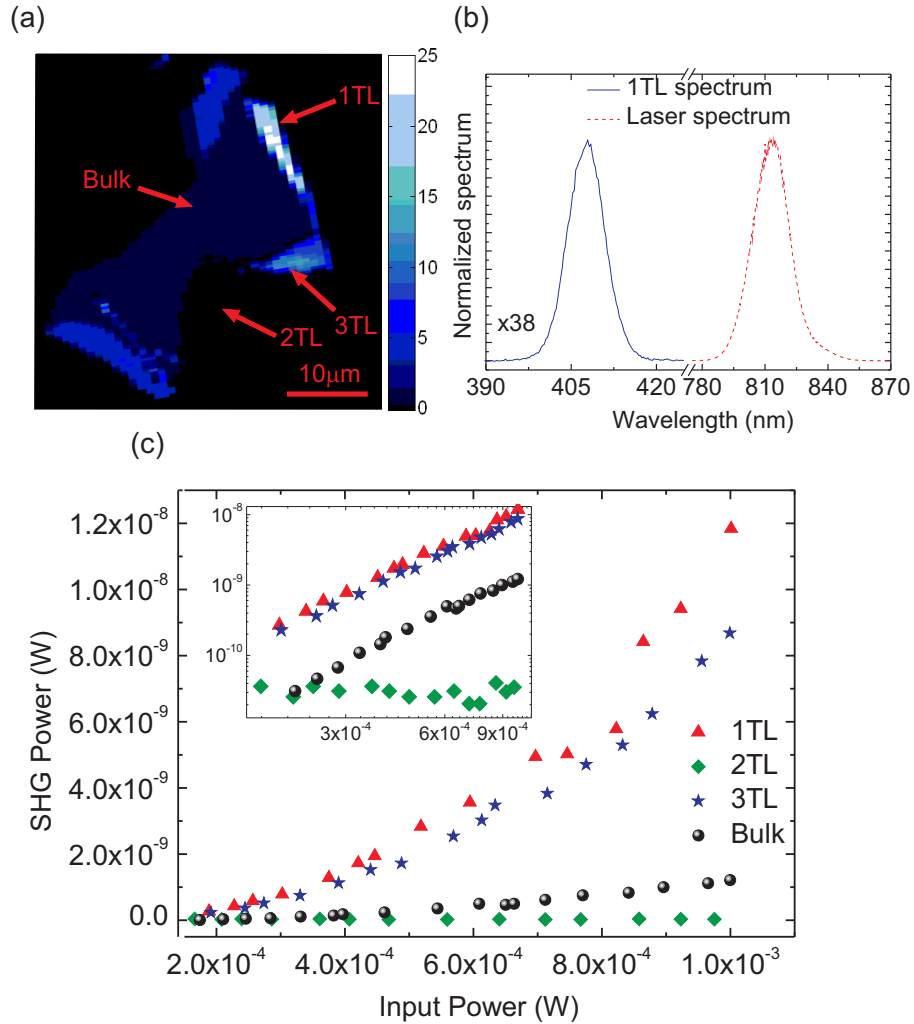 (a)
1TL
Bulk
3TL
2TL
10μm
25
20
15
10
5
0
(b)
1TL spectrum
Laser spectrum
x38
Normalized spectrum
390 405 420 780 810 840 870
Wavelength (nm)
(c)
1.2x10⁻⁸
1.0x10⁻⁸
8.0x10⁻⁹
6.0x10⁻⁹
4.0x10⁻⁹
2.0x10⁻⁹
0.0
SHG Power (W)
10⁻⁸
10⁻⁹
10⁻¹⁰
3x10⁻⁴ 6x10⁻⁴ 9x10⁻⁴
1TL
2TL
3TL
Bulk
2.0x10⁻⁴ 4.0x10⁻⁴ 6.0x10⁻⁴ 8.0x10⁻⁴ 1.0x10⁻³
Input Power (W)